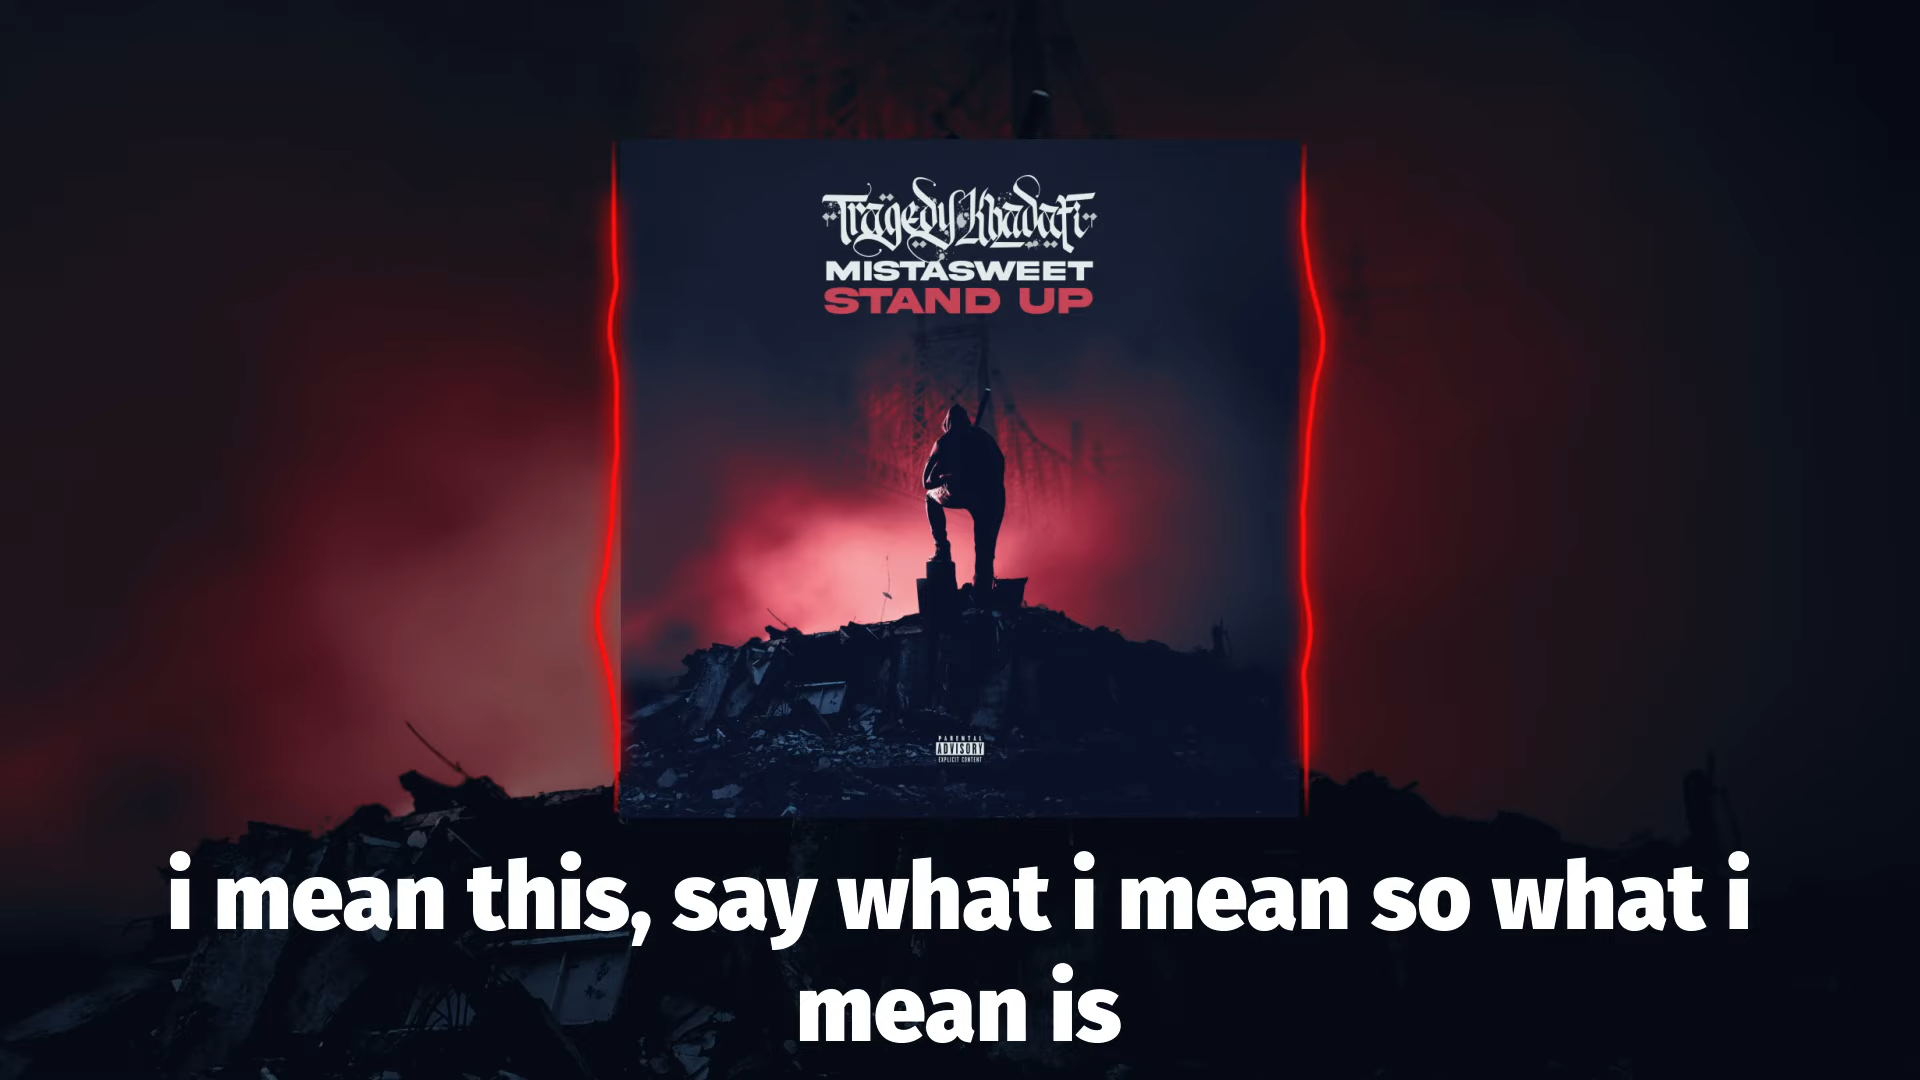 Tragedy Khadafi
MISTASWEET
STAND UP
PARENTAL
ADVISORY
EXPLICIT CONTENT
i mean this, say what i mean so what i
mean is